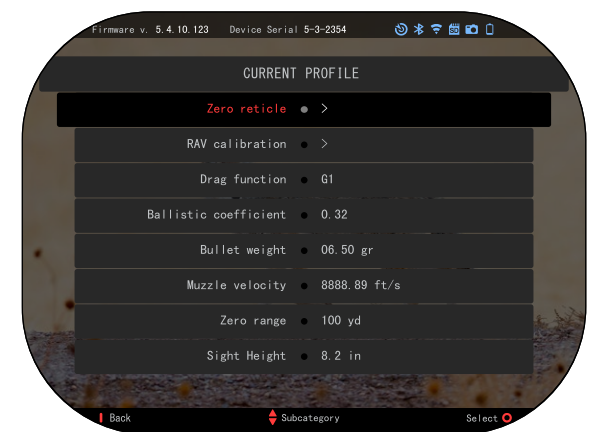 Firmware v. 5.4.10.123 Device Serial 5-3-2354 SD
CURRENT PROFILE
Zero reticle >
RAV calibration >
Drag function G1
Ballistic coefficient 0.32
Bullet weight 06.50 gr
Muzzle velocity 8888.89 ft/s
Zero range 100 yd
Sight Height 8.2 in
Back Subcategory Select